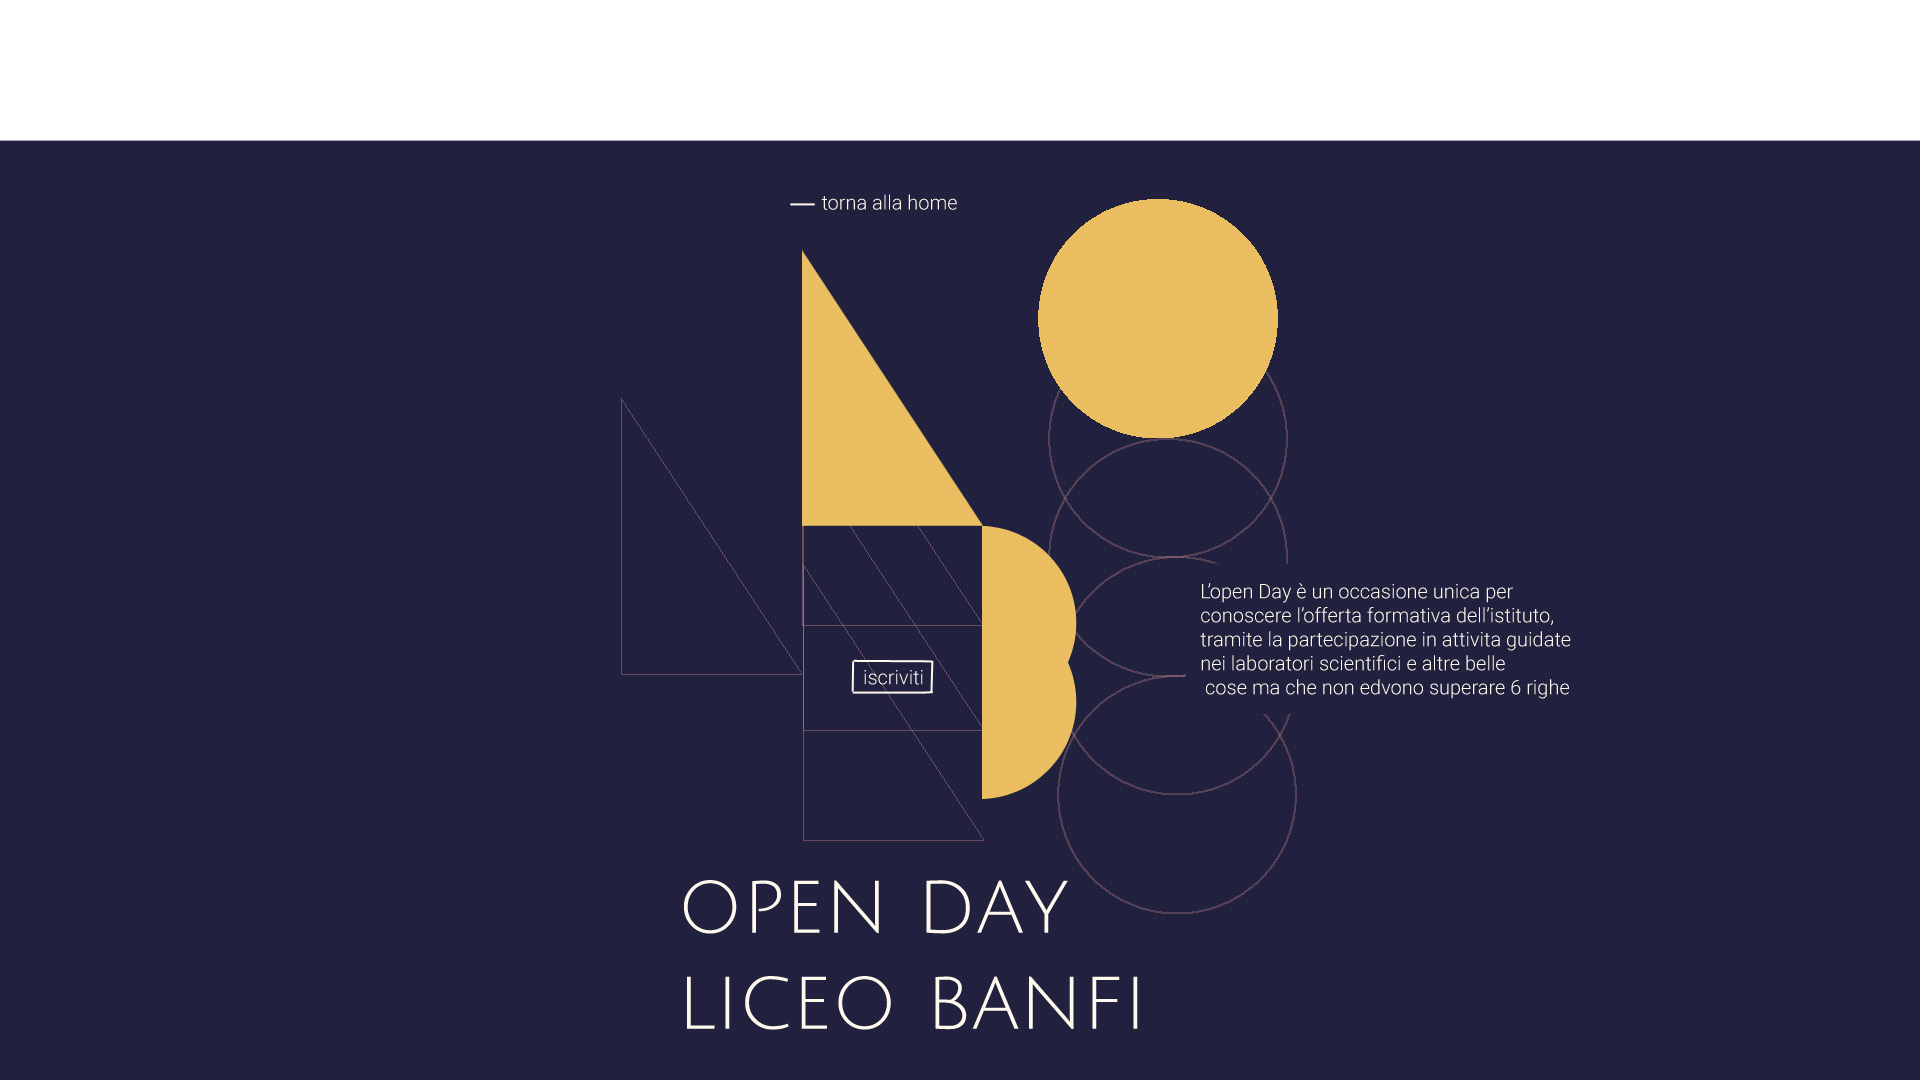 — torna alla home
L'open Day è un occasione unica per
conoscere l'offerta formativa dell'istituto,
tramite la partecipazione in attivita guidate
nei laboratori scientifici e altre belle
cose ma che non edvono superare 6 righe
iscriviti
OPEN DAY
LICEO BANFI